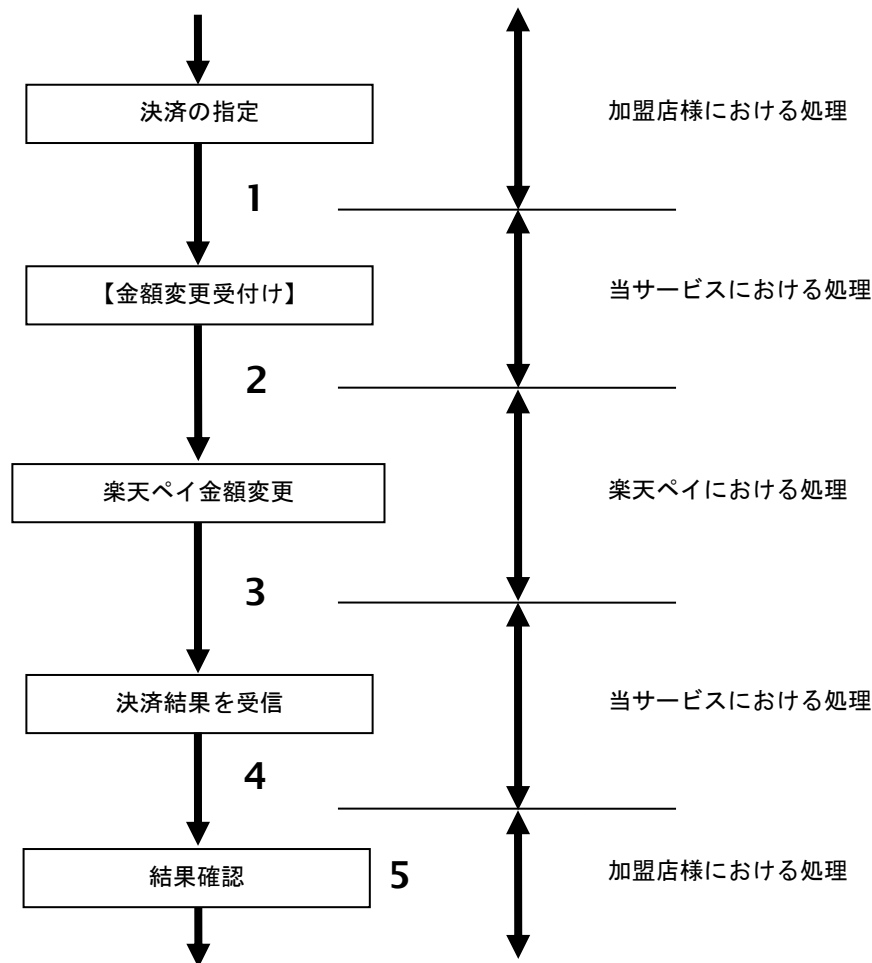 決済の指定
加盟店様における処理
1
【金額変更受付け】
当サービスにおける処理
2
楽天ペイ金額変更
楽天ペイにおける処理
3
決済結果を受信
当サービスにおける処理
4
結果確認
5
加盟店様における処理